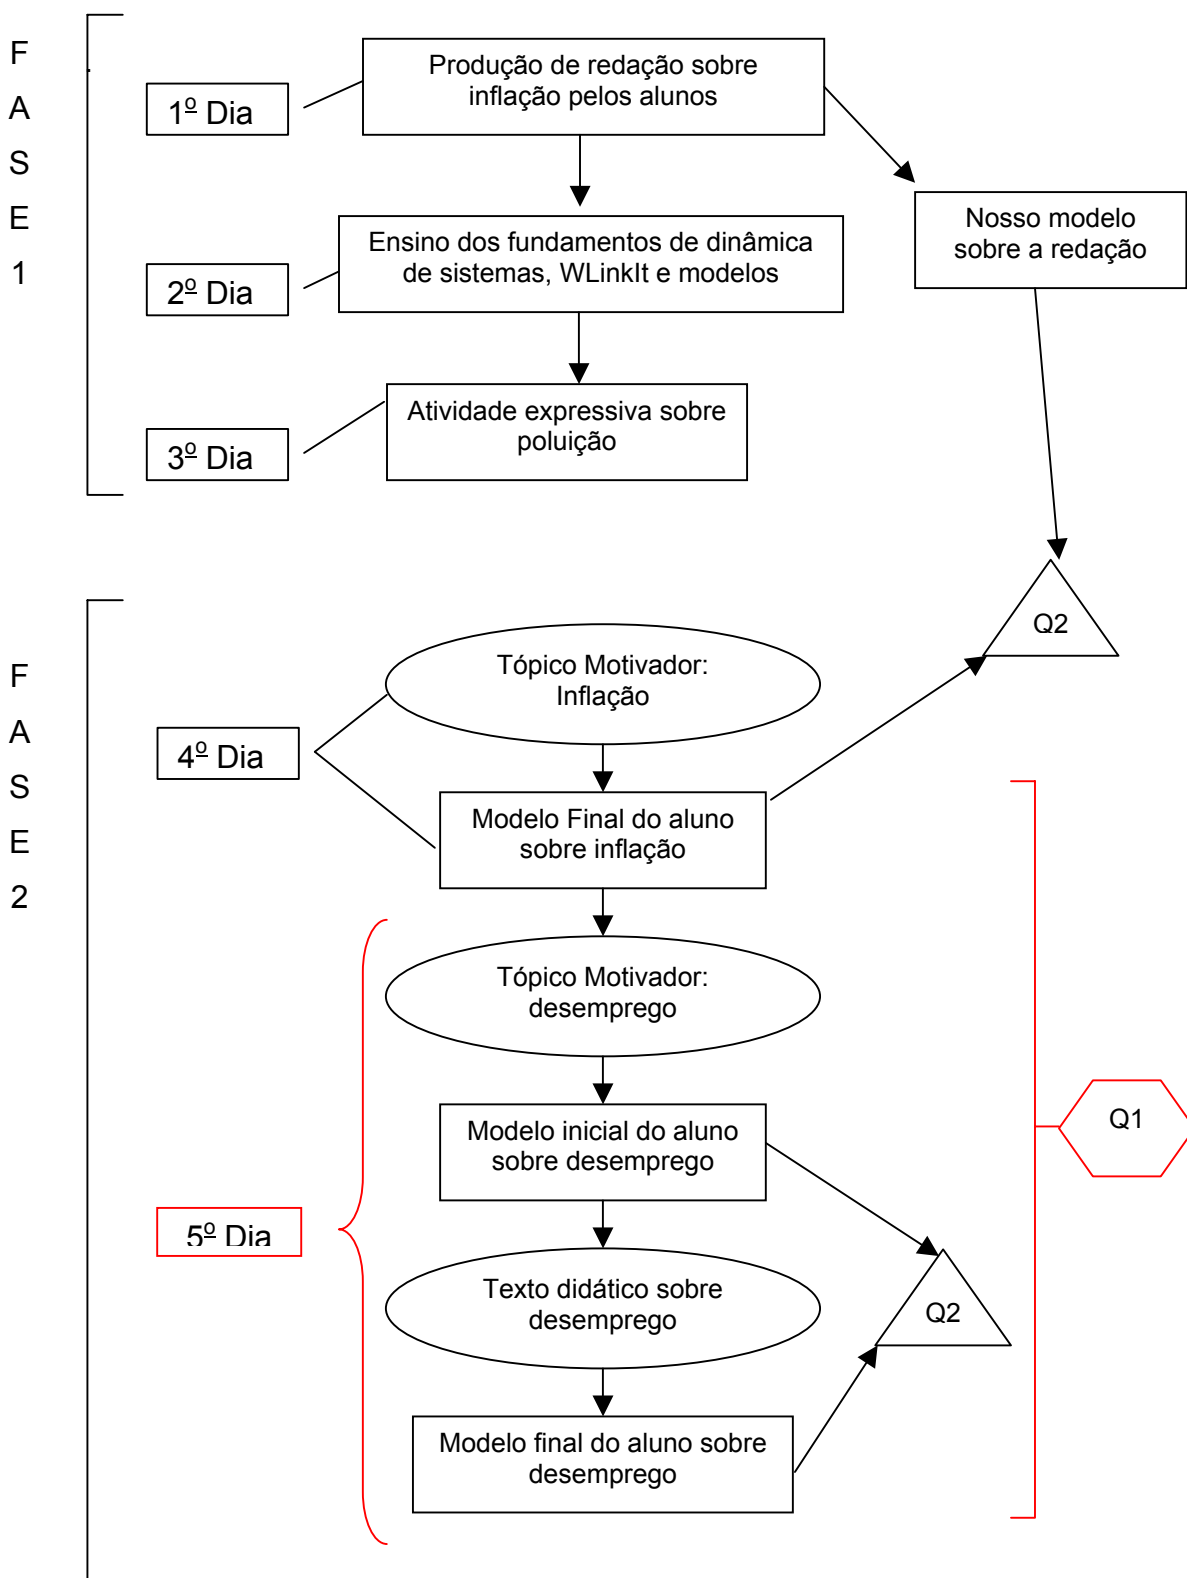 FASE 1
Produção de redação sobre
inflação pelos alunos
1º Dia
Nosso modelo
sobre a redação
Ensino dos fundamentos de dinâmica
de sistemas, WLinkIt e modelos
2º Dia
Atividade expressiva sobre
poluição
3º Dia
Q2
FASE 2
Tópico Motivador:
Inflação
4º Dia
Modelo Final do aluno
sobre inflação
Tópico Motivador:
desemprego
Modelo inicial do aluno
sobre desemprego
Q1
5º Dia
Texto didático sobre
desemprego
Q2
Modelo final do aluno sobre
desemprego